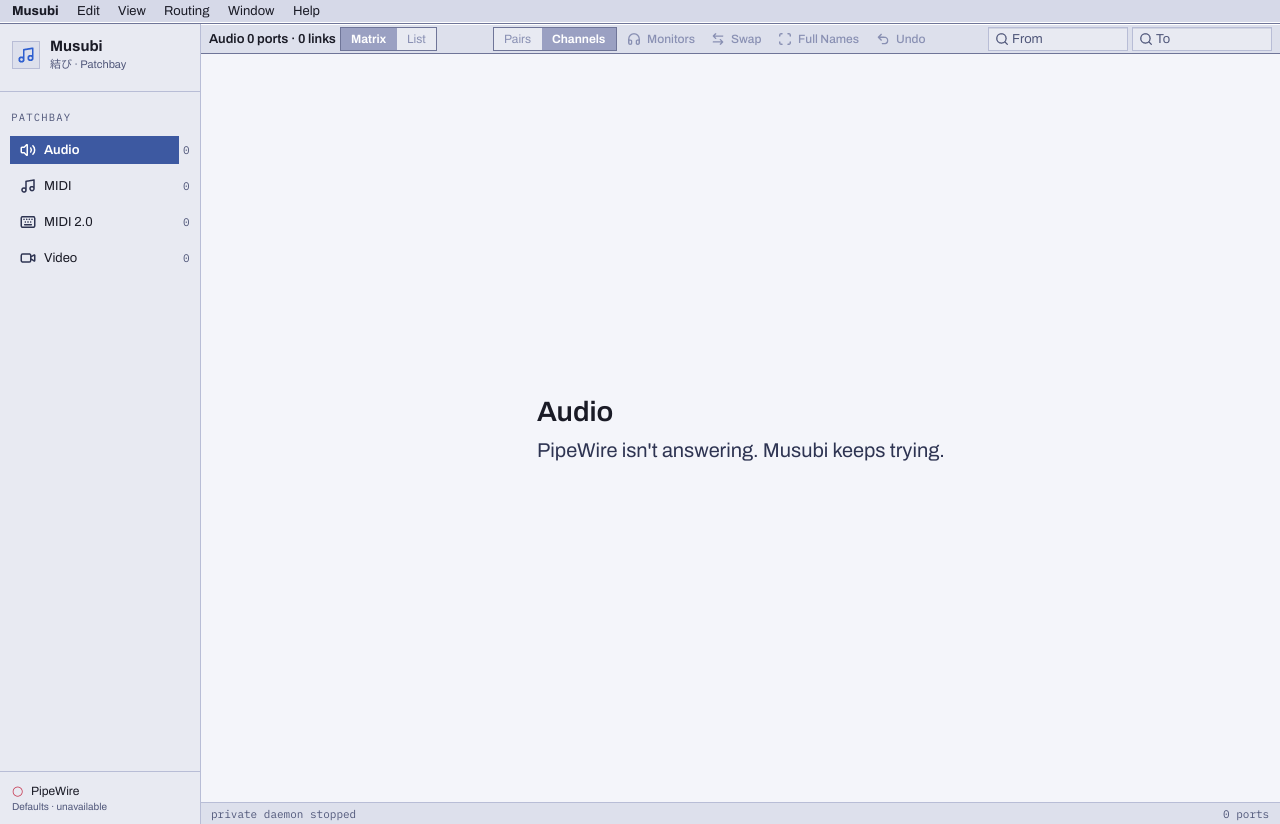 Musubi Edit View Routing Window Help
Musubi
結び · Patchbay
Audio 0 ports · 0 links Matrix List Pairs Channels Monitors Swap Full Names Undo From To
PATCHBAY
Audio 0
MIDI 0
MIDI 2.0 0
Video 0
Audio
PipeWire isn't answering. Musubi keeps trying.
PipeWire
Defaults · unavailable
private daemon stopped 0 ports